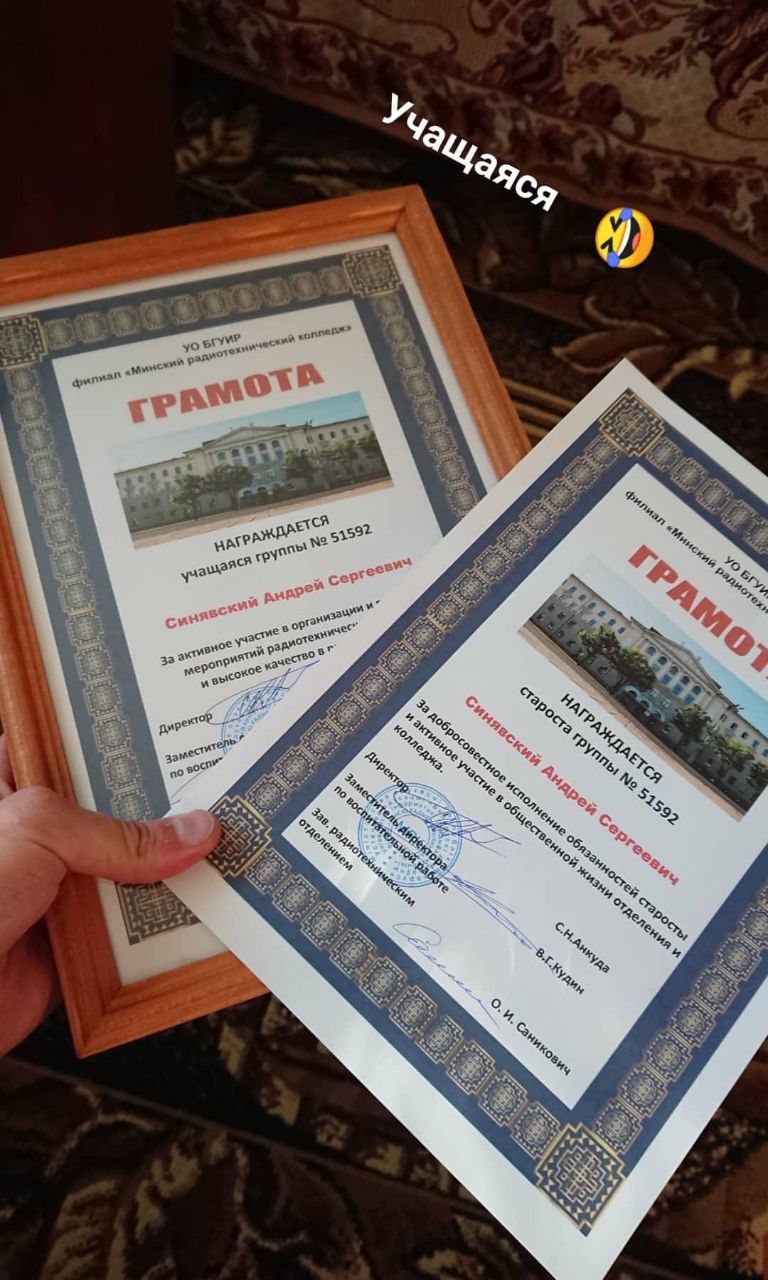 Учащаяся
УО БГУИР
филиал «Минский радиотехнический колледж»
ГРАМОТА
НАГРАЖДАЕТСЯ
учащаяся группы № 51592
Синявский Андрей Сергеевич
За активное участие в организации и
мероприятий радиотехническ
и высокое качество в
Директор
Заместитель
по воспит
УО БГУИР
филиал «Минский радиотехн
ГРАМОТ
НАГРАЖДАЕТСЯ
староста группы № 51592
Синявский Андрей Сергеевич
За добросовестное исполнение обязанностей старосты
и активное участие в общественной жизни отделения и
колледжа.
Директор
С.Н.Анкуда
Заместитель директора
по воспитательной работе
В.Г.Кудин
Зав. радиотехническим
отделением
О. И. Саникович